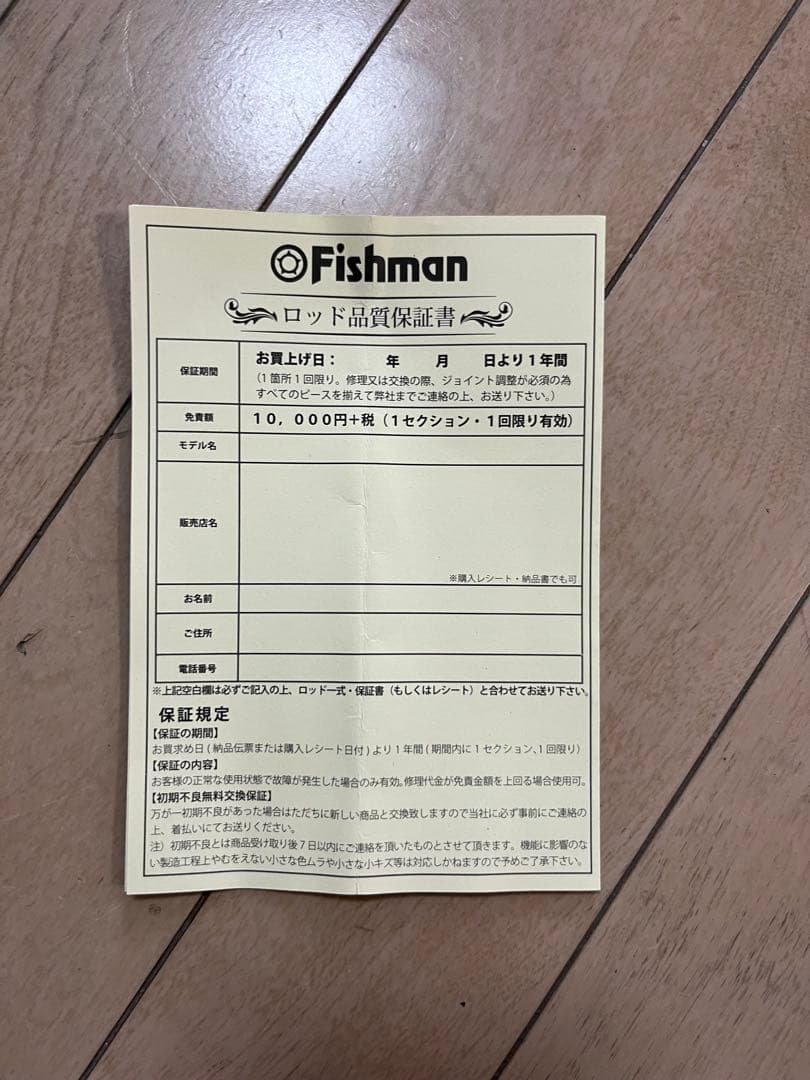 Fishman
ロッド品質保証書
保証期間
お買上げ日： 年 月 日より1年間
（1箇所1回限り。修理又は交換の際、ジョイント調整が必須の為
すべてのピースを揃えて弊社までご連絡の上、お送り下さい。）
免責額
10，000円＋税（1セクション・1回限り有効）
モデル名
販売店名
※購入レシート・納品書でも可
お名前
ご住所
電話番号
※上記空白欄は必ずご記入の上、ロッド一式・保証書（もしくはレシート）と合わせてお送り下さい。
保証規定
【保証の期間】
お買求め日(納品伝票または購入レシート日付)より1年間(期間内に1セクション、1回限り)
【保証の内容】
お客様の正常な使用状態で故障が発生した場合のみ有効。修理代金が免責金額を上回る場合使用可。
【初期不良無料交換保証】
万が一初期不良があった場合はただちに新しい商品と交換致しますので当社に必ず事前にご連絡の
上、着払いにてお送りください。
注）初期不良とは商品受け取り後7日以内にご連絡を頂いたものとさせて頂きます。機能に影響のな
い製造工程上やむをえない小さな色ムラや小さな小キズ等は対応しかねますので予めご了承下さい。